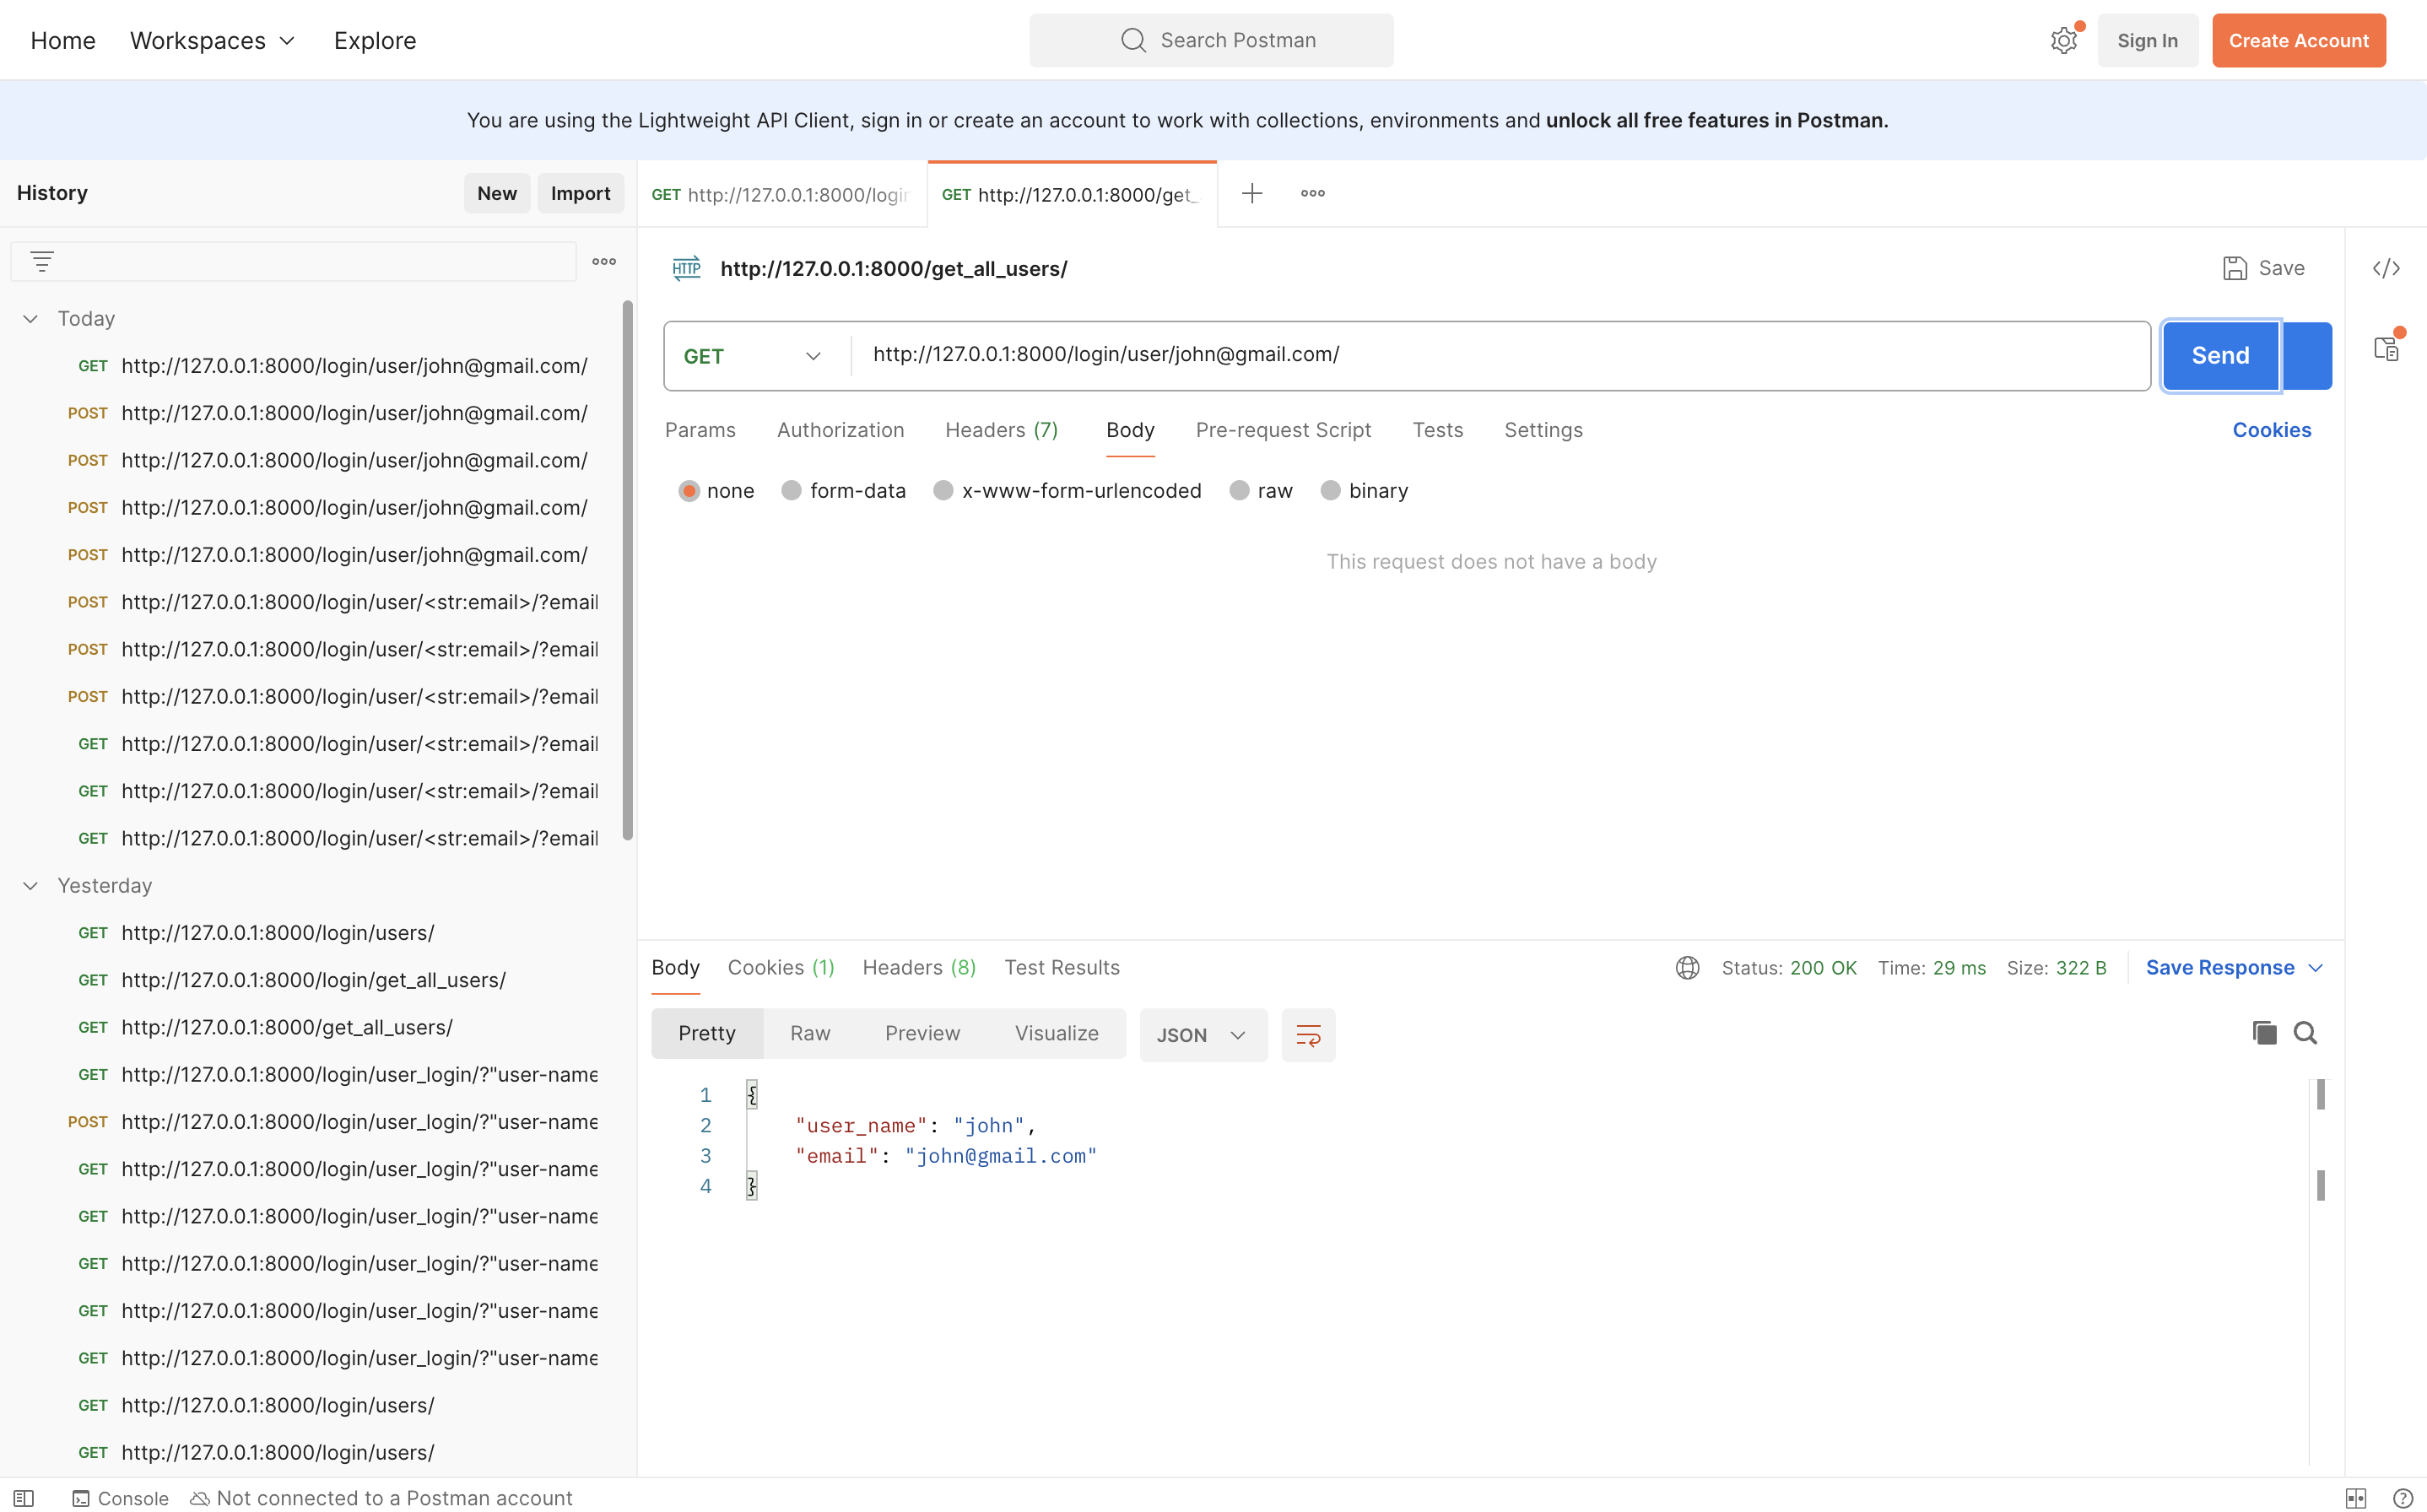 Home Workspaces Explore Search Postman Sign In Create Account
You are using the Lightweight API Client, sign in or create an account to work with collections, environments and unlock all free features in Postman.
History New Import
Today
GET http://127.0.0.1:8000/login/user/john@gmail.com/
POST http://127.0.0.1:8000/login/user/john@gmail.com/
POST http://127.0.0.1:8000/login/user/john@gmail.com/
POST http://127.0.0.1:8000/login/user/john@gmail.com/
POST http://127.0.0.1:8000/login/user/john@gmail.com/
POST http://127.0.0.1:8000/login/user/<str:email>/?email
POST http://127.0.0.1:8000/login/user/<str:email>/?email
POST http://127.0.0.1:8000/login/user/<str:email>/?email
GET http://127.0.0.1:8000/login/user/<str:email>/?email
GET http://127.0.0.1:8000/login/user/<str:email>/?email
GET http://127.0.0.1:8000/login/user/<str:email>/?email
Yesterday
GET http://127.0.0.1:8000/login/users/
GET http://127.0.0.1:8000/login/get_all_users/
GET http://127.0.0.1:8000/get_all_users/
GET http://127.0.0.1:8000/login/user_login/?"user-name
POST http://127.0.0.1:8000/login/user_login/?"user-name
GET http://127.0.0.1:8000/login/user_login/?"user-name
GET http://127.0.0.1:8000/login/user_login/?"user-name
GET http://127.0.0.1:8000/login/user_login/?"user-name
GET http://127.0.0.1:8000/login/user_login/?"user-name
GET http://127.0.0.1:8000/login/user_login/?"user-name
GET http://127.0.0.1:8000/login/users/
GET http://127.0.0.1:8000/login/users/
GET http://127.0.0.1:8000/login GET http://127.0.0.1:8000/get_
HTTP http://127.0.0.1:8000/get_all_users/ Save </>
GET http://127.0.0.1:8000/login/user/john@gmail.com/ Send
Params Authorization Headers (7) Body Pre-request Script Tests Settings Cookies
none form-data x-www-form-urlencoded raw binary
This request does not have a body
Body Cookies (1) Headers (8) Test Results Status: 200 OK Time: 29 ms Size: 322 B Save Response
Pretty Raw Preview Visualize JSON
1 {
2 "user_name": "john",
3 "email": "john@gmail.com"
4 }
Console Not connected to a Postman account